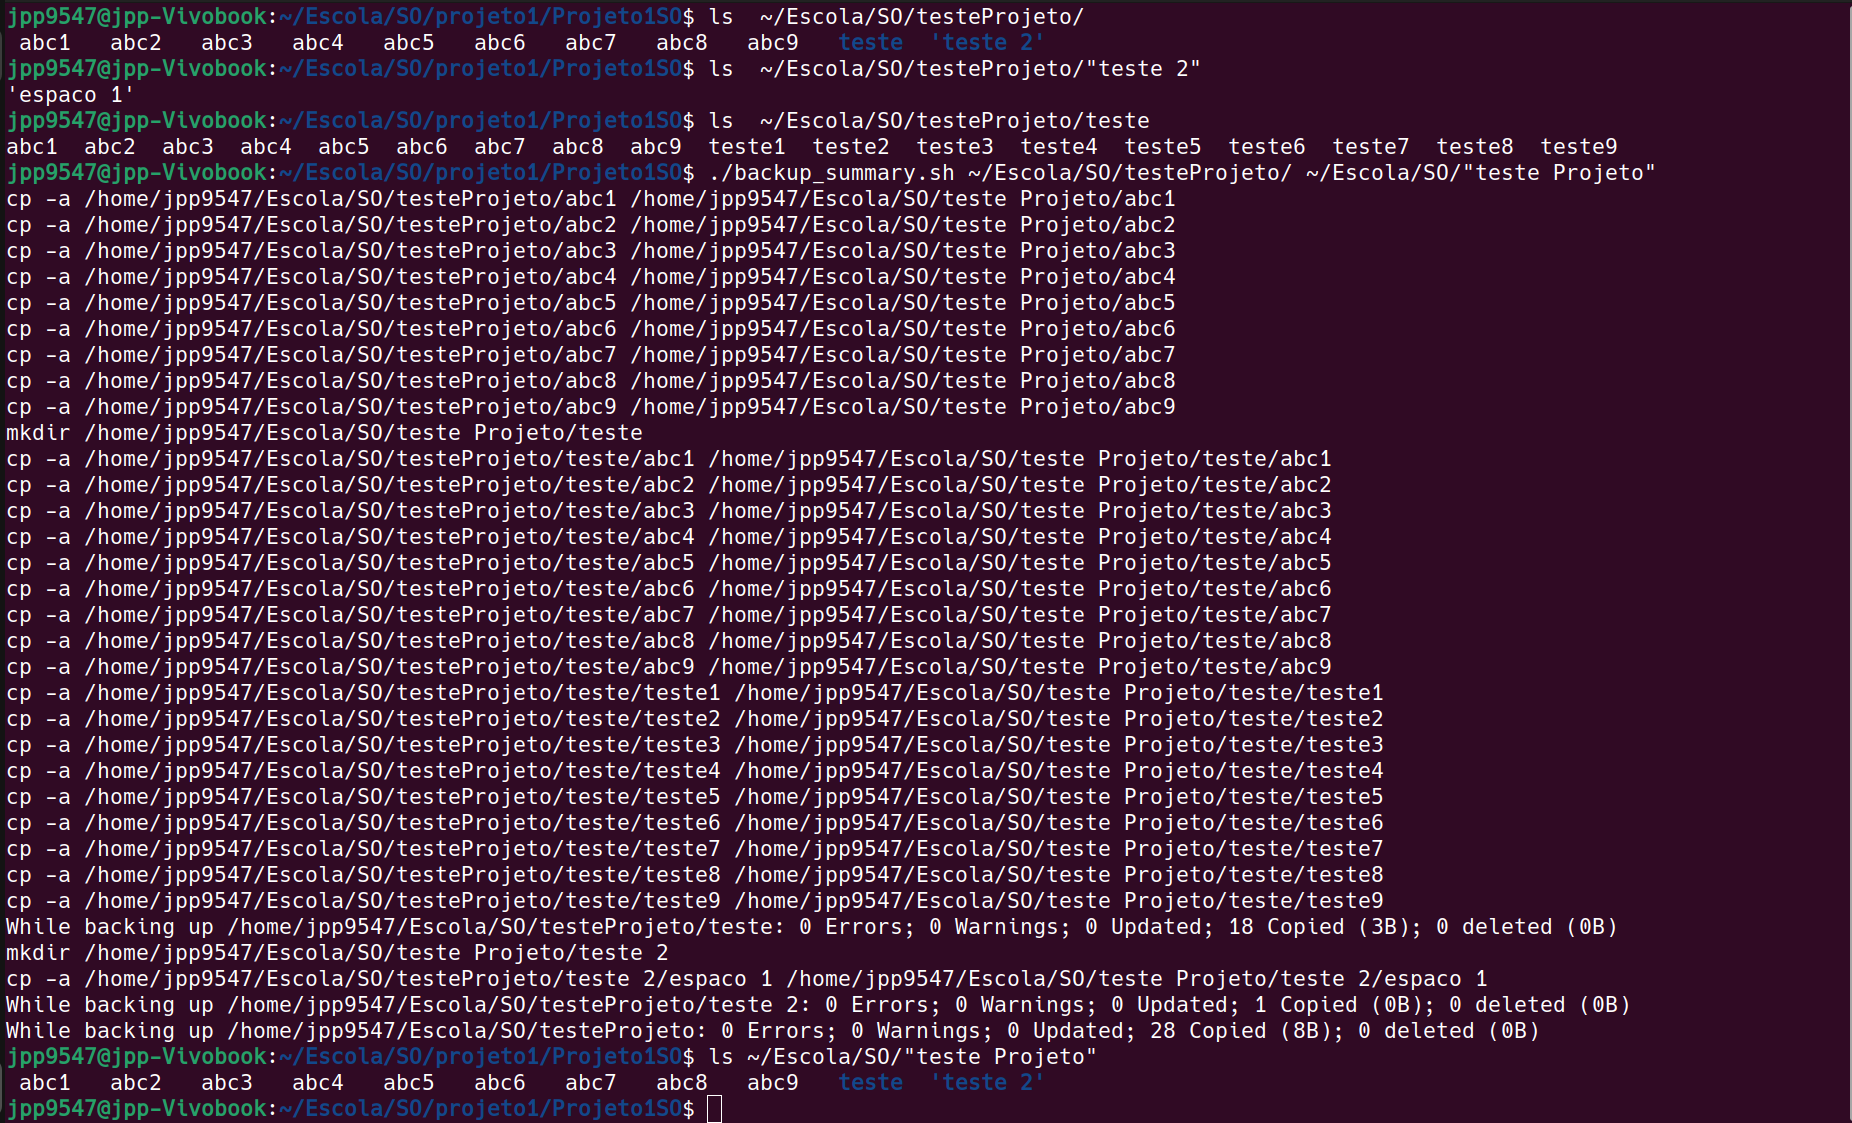 jpp9547@jpp-Vivobook:~/Escola/SO/projeto1/Projeto1SO$ ls  ~/Escola/SO/testeProjeto/
 abc1   abc2   abc3   abc4   abc5   abc6   abc7   abc8   abc9   teste  'teste 2'
jpp9547@jpp-Vivobook:~/Escola/SO/projeto1/Projeto1SO$ ls  ~/Escola/SO/testeProjeto/"teste 2"
'espaco 1'
jpp9547@jpp-Vivobook:~/Escola/SO/projeto1/Projeto1SO$ ls  ~/Escola/SO/testeProjeto/teste
abc1  abc2  abc3  abc4  abc5  abc6  abc7  abc8  abc9  teste1  teste2  teste3  teste4  teste5  teste6  teste7  teste8  teste9
jpp9547@jpp-Vivobook:~/Escola/SO/projeto1/Projeto1SO$ ./backup_summary.sh ~/Escola/SO/testeProjeto/ ~/Escola/SO/"teste Projeto"
cp -a /home/jpp9547/Escola/SO/testeProjeto/abc1 /home/jpp9547/Escola/SO/teste Projeto/abc1
cp -a /home/jpp9547/Escola/SO/testeProjeto/abc2 /home/jpp9547/Escola/SO/teste Projeto/abc2
cp -a /home/jpp9547/Escola/SO/testeProjeto/abc3 /home/jpp9547/Escola/SO/teste Projeto/abc3
cp -a /home/jpp9547/Escola/SO/testeProjeto/abc4 /home/jpp9547/Escola/SO/teste Projeto/abc4
cp -a /home/jpp9547/Escola/SO/testeProjeto/abc5 /home/jpp9547/Escola/SO/teste Projeto/abc5
cp -a /home/jpp9547/Escola/SO/testeProjeto/abc6 /home/jpp9547/Escola/SO/teste Projeto/abc6
cp -a /home/jpp9547/Escola/SO/testeProjeto/abc7 /home/jpp9547/Escola/SO/teste Projeto/abc7
cp -a /home/jpp9547/Escola/SO/testeProjeto/abc8 /home/jpp9547/Escola/SO/teste Projeto/abc8
cp -a /home/jpp9547/Escola/SO/testeProjeto/abc9 /home/jpp9547/Escola/SO/teste Projeto/abc9
mkdir /home/jpp9547/Escola/SO/teste Projeto/teste
cp -a /home/jpp9547/Escola/SO/testeProjeto/teste/abc1 /home/jpp9547/Escola/SO/teste Projeto/teste/abc1
cp -a /home/jpp9547/Escola/SO/testeProjeto/teste/abc2 /home/jpp9547/Escola/SO/teste Projeto/teste/abc2
cp -a /home/jpp9547/Escola/SO/testeProjeto/teste/abc3 /home/jpp9547/Escola/SO/teste Projeto/teste/abc3
cp -a /home/jpp9547/Escola/SO/testeProjeto/teste/abc4 /home/jpp9547/Escola/SO/teste Projeto/teste/abc4
cp -a /home/jpp9547/Escola/SO/testeProjeto/teste/abc5 /home/jpp9547/Escola/SO/teste Projeto/teste/abc5
cp -a /home/jpp9547/Escola/SO/testeProjeto/teste/abc6 /home/jpp9547/Escola/SO/teste Projeto/teste/abc6
cp -a /home/jpp9547/Escola/SO/testeProjeto/teste/abc7 /home/jpp9547/Escola/SO/teste Projeto/teste/abc7
cp -a /home/jpp9547/Escola/SO/testeProjeto/teste/abc8 /home/jpp9547/Escola/SO/teste Projeto/teste/abc8
cp -a /home/jpp9547/Escola/SO/testeProjeto/teste/abc9 /home/jpp9547/Escola/SO/teste Projeto/teste/abc9
cp -a /home/jpp9547/Escola/SO/testeProjeto/teste/teste1 /home/jpp9547/Escola/SO/teste Projeto/teste/teste1
cp -a /home/jpp9547/Escola/SO/testeProjeto/teste/teste2 /home/jpp9547/Escola/SO/teste Projeto/teste/teste2
cp -a /home/jpp9547/Escola/SO/testeProjeto/teste/teste3 /home/jpp9547/Escola/SO/teste Projeto/teste/teste3
cp -a /home/jpp9547/Escola/SO/testeProjeto/teste/teste4 /home/jpp9547/Escola/SO/teste Projeto/teste/teste4
cp -a /home/jpp9547/Escola/SO/testeProjeto/teste/teste5 /home/jpp9547/Escola/SO/teste Projeto/teste/teste5
cp -a /home/jpp9547/Escola/SO/testeProjeto/teste/teste6 /home/jpp9547/Escola/SO/teste Projeto/teste/teste6
cp -a /home/jpp9547/Escola/SO/testeProjeto/teste/teste7 /home/jpp9547/Escola/SO/teste Projeto/teste/teste7
cp -a /home/jpp9547/Escola/SO/testeProjeto/teste/teste8 /home/jpp9547/Escola/SO/teste Projeto/teste/teste8
cp -a /home/jpp9547/Escola/SO/testeProjeto/teste/teste9 /home/jpp9547/Escola/SO/teste Projeto/teste/teste9
While backing up /home/jpp9547/Escola/SO/testeProjeto/teste: 0 Errors; 0 Warnings; 0 Updated; 18 Copied (3B); 0 deleted (0B)
mkdir /home/jpp9547/Escola/SO/teste Projeto/teste 2
cp -a /home/jpp9547/Escola/SO/testeProjeto/teste 2/espaco 1 /home/jpp9547/Escola/SO/teste Projeto/teste 2/espaco 1
While backing up /home/jpp9547/Escola/SO/testeProjeto/teste 2: 0 Errors; 0 Warnings; 0 Updated; 1 Copied (0B); 0 deleted (0B)
While backing up /home/jpp9547/Escola/SO/testeProjeto: 0 Errors; 0 Warnings; 0 Updated; 28 Copied (8B); 0 deleted (0B)
jpp9547@jpp-Vivobook:~/Escola/SO/projeto1/Projeto1SO$ ls ~/Escola/SO/"teste Projeto"
 abc1   abc2   abc3   abc4   abc5   abc6   abc7   abc8   abc9   teste  'teste 2'
jpp9547@jpp-Vivobook:~/Escola/SO/projeto1/Projeto1SO$